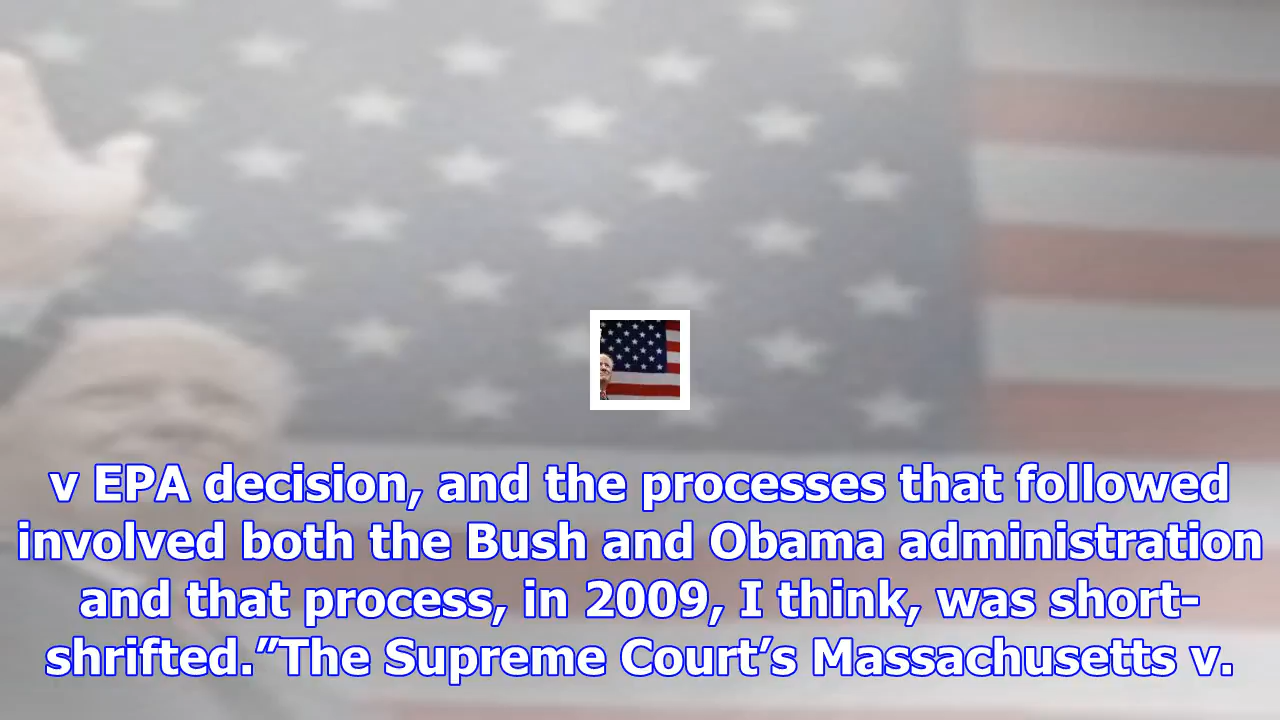 v EPA decision, and the processes that followed
involved both the Bush and Obama administration
and that process, in 2009, I think, was short-
shrifted.”The Supreme Court’s Massachusetts v.